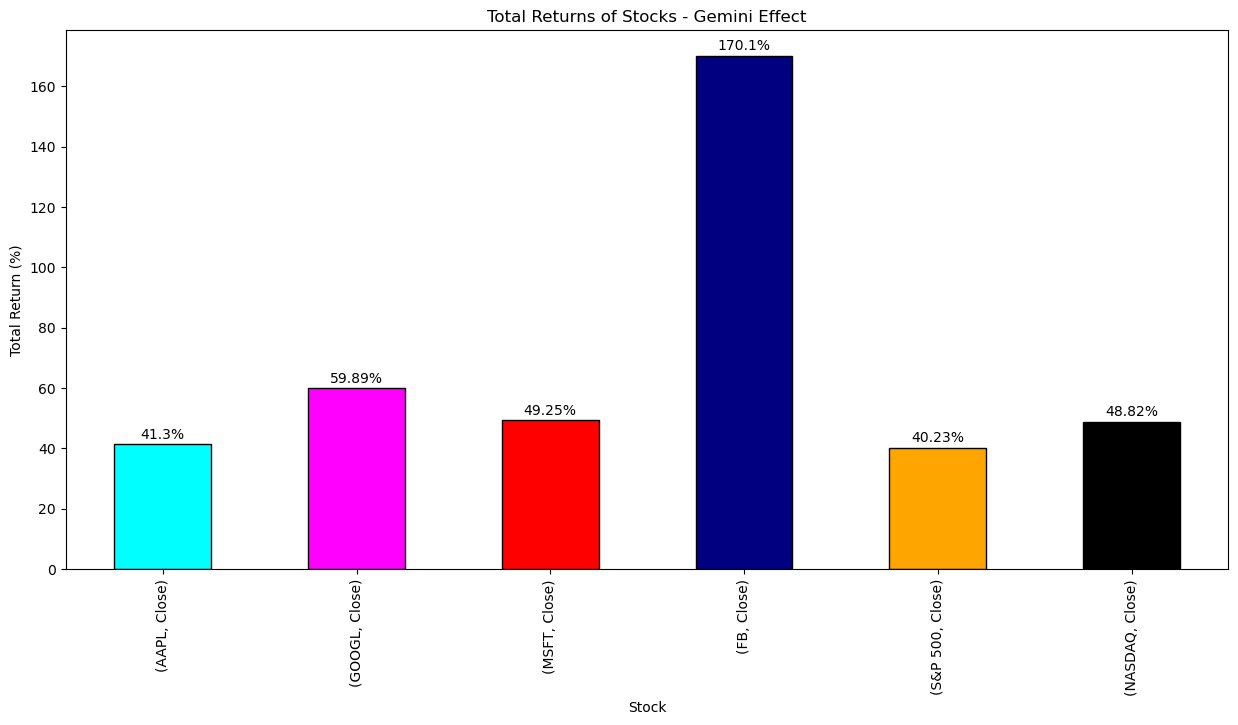 Total Returns of Stocks - Gemini Effect
Total Return (%)
160
140
120
100
80
60
40
20
0
41.3%
59.89%
49.25%
170.1%
40.23%
48.82%
(AAPL, Close)
(GOOGL, Close)
(MSFT, Close)
(FB, Close)
(S&P 500, Close)
(NASDAQ, Close)
Stock